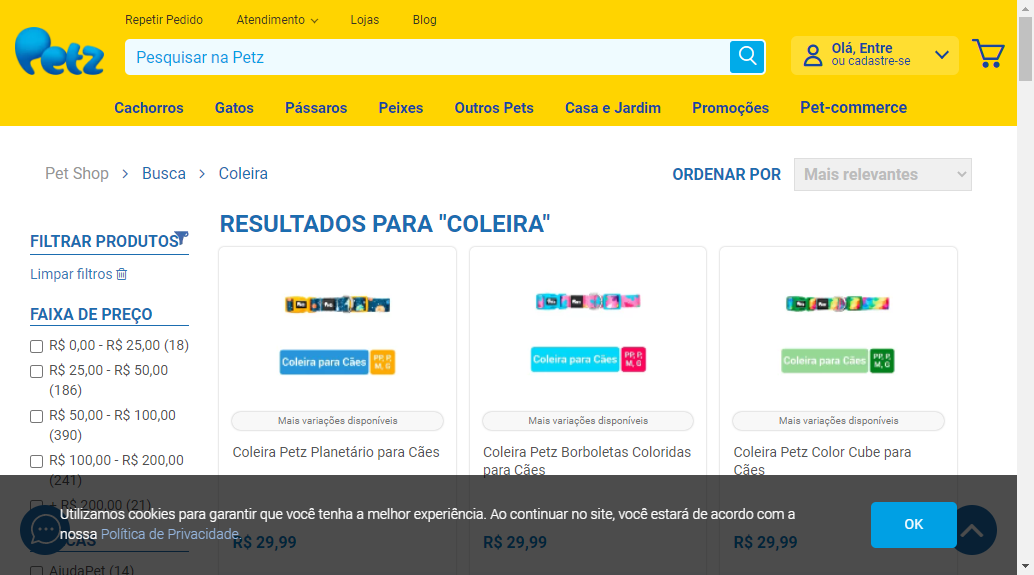 Repetir Pedido
Atendimento
Lojas
Blog
Petz
Pesquisar na Petz
Olá, Entre
ou cadastre-se
Cachorros
Gatos
Pássaros
Peixes
Outros Pets
Casa e Jardim
Promoções
Pet-commerce
Pet Shop
Busca
Coleira
ORDENAR POR
Mais relevantes
RESULTADOS PARA "COLEIRA"
FILTRAR PRODUTOS
Limpar filtros
FAIXA DE PREÇO
R$ 0,00 - R$ 25,00 (18)
R$ 25,00 - R$ 50,00
(186)
R$ 50,00 - R$ 100,00
(390)
R$ 100,00 - R$ 200,00
(241)
+ R$ 200,00 (21)
AjudaPet (14)
Coleira para Cães
PP, P,
M, G
Mais variações disponíveis
Coleira Petz Planetário para Cães
R$ 29,99
Coleira para Cães
PP, P,
M, G
Mais variações disponíveis
Coleira Petz Borboletas Coloridas
para Cães
R$ 29,99
Coleira para Cães
PP, P,
M, G
Mais variações disponíveis
Coleira Petz Color Cube para
Cães
R$ 29,99
Utilizamos cookies para garantir que você tenha a melhor experiência. Ao continuar no site, você estará de acordo com a
nossa Política de Privacidade.
OK